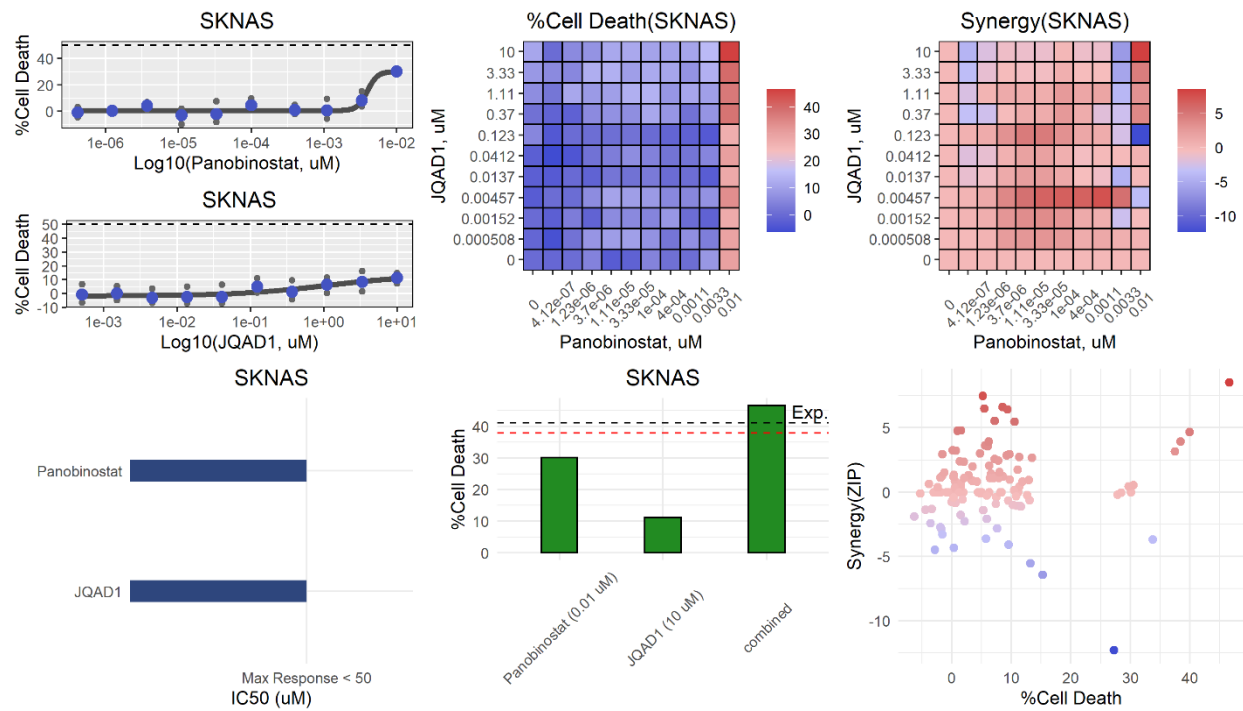 SKNAS
%Cell Death
40
20
0
1e-06
1e-05
1e-04
1e-03
1e-02
Log10(Panobinostat, uM)
SKNAS
%Cell Death
50
40
30
20
10
0
-10
1e-03
1e-02
1e-01
1e+00
1e+01
Log10(JQAD1, uM)
%Cell Death(SKNAS)
JQAD1, uM
10
3.33
1.11
0.37
0.123
0.0412
0.0137
0.00457
0.00152
0.000508
0
0
4.12e-07
1.23e-06
3.7e-06
1.11e-05
3.33e-05
1e-04
4e-04
0.0011
0.0033
0.01
Panobinostat, uM
40
30
20
10
0
Synergy(SKNAS)
JQAD1, uM
10
3.33
1.11
0.37
0.123
0.0412
0.0137
0.00457
0.00152
0.000508
0
0
4.12e-07
1.23e-06
3.7e-06
1.11e-05
3.33e-05
1e-04
4e-04
0.0011
0.0033
0.01
Panobinostat, uM
5
0
-5
-10
SKNAS
Panobinostat
JQAD1
Max Response < 50
IC50 (uM)
SKNAS
%Cell Death
40
30
20
10
0
Exp.
Panobinostat (0.01 uM)
JQAD1 (10 uM)
combined
Synergy(ZIP)
5
0
-5
-10
0
10
20
30
40
%Cell Death